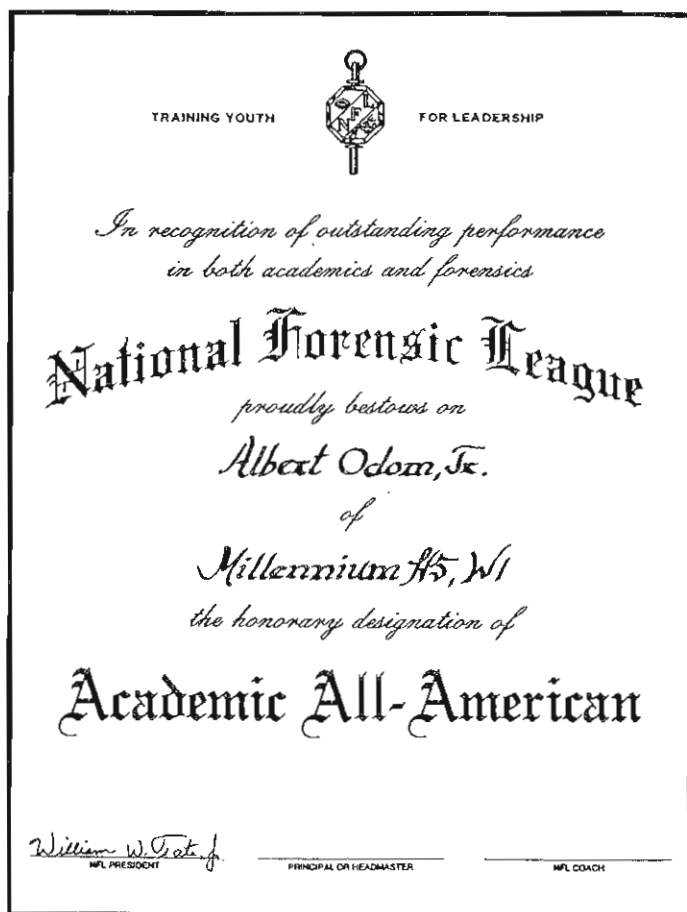 TRAINING YOUTH FOR LEADERSHIP
In recognition of outstanding performance
in both academics and forensics
National Forensic League
proudly bestows on
Albert Odom, Jr.
of
Millennium HS, WI
the honorary designation of
Academic All-American
William W. Tate, Jr.
NFL PRESIDENT
PRINCIPAL OR HEADMASTER
NFL COACH